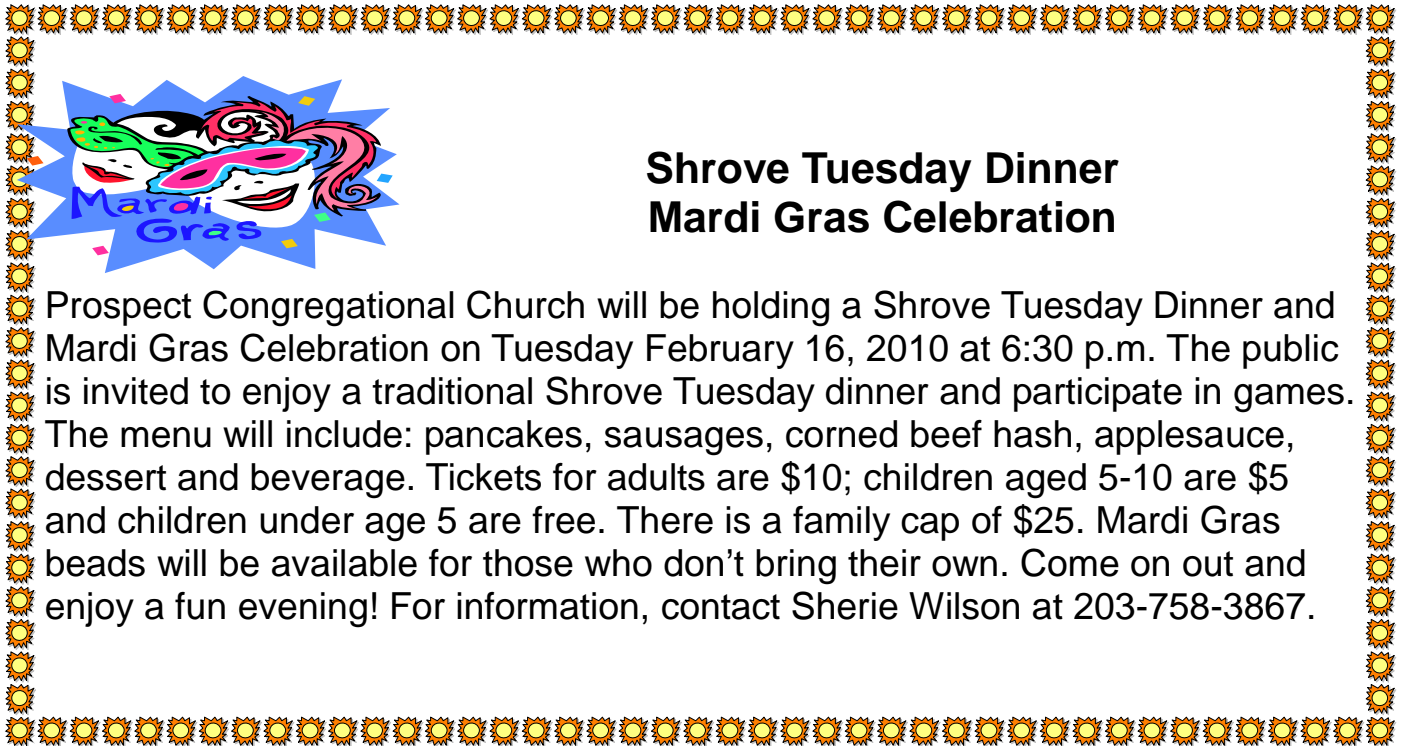 Mardi
Gras
Shrove Tuesday Dinner
Mardi Gras Celebration
Prospect Congregational Church will be holding a Shrove Tuesday Dinner and
Mardi Gras Celebration on Tuesday February 16, 2010 at 6:30 p.m. The public
is invited to enjoy a traditional Shrove Tuesday dinner and participate in games.
The menu will include: pancakes, sausages, corned beef hash, applesauce,
dessert and beverage. Tickets for adults are $10; children aged 5-10 are $5
and children under age 5 are free. There is a family cap of $25. Mardi Gras
beads will be available for those who don’t bring their own. Come on out and
enjoy a fun evening! For information, contact Sherie Wilson at 203-758-3867.